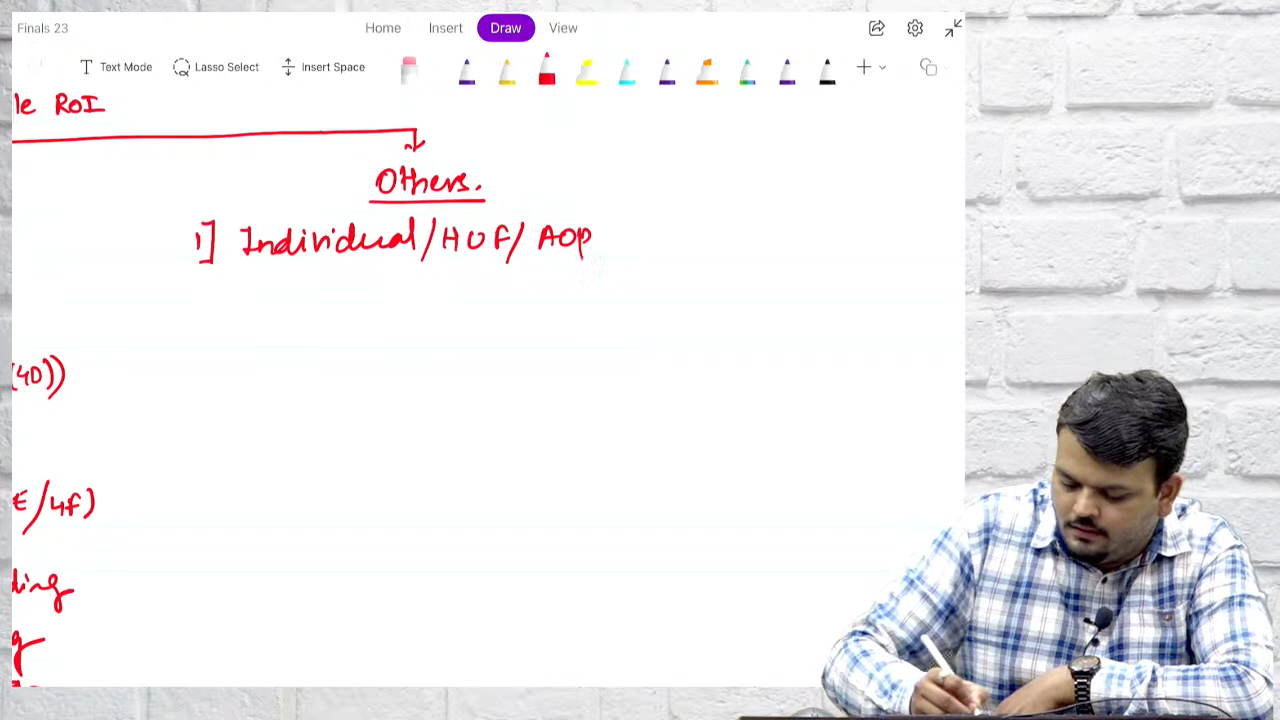 Finals 23
Home Insert Draw View
Text Mode Lasso Select Insert Space
le RoI
Others.
1] Individual/HUF/AOP
(4D))
E/4F)
ding
g